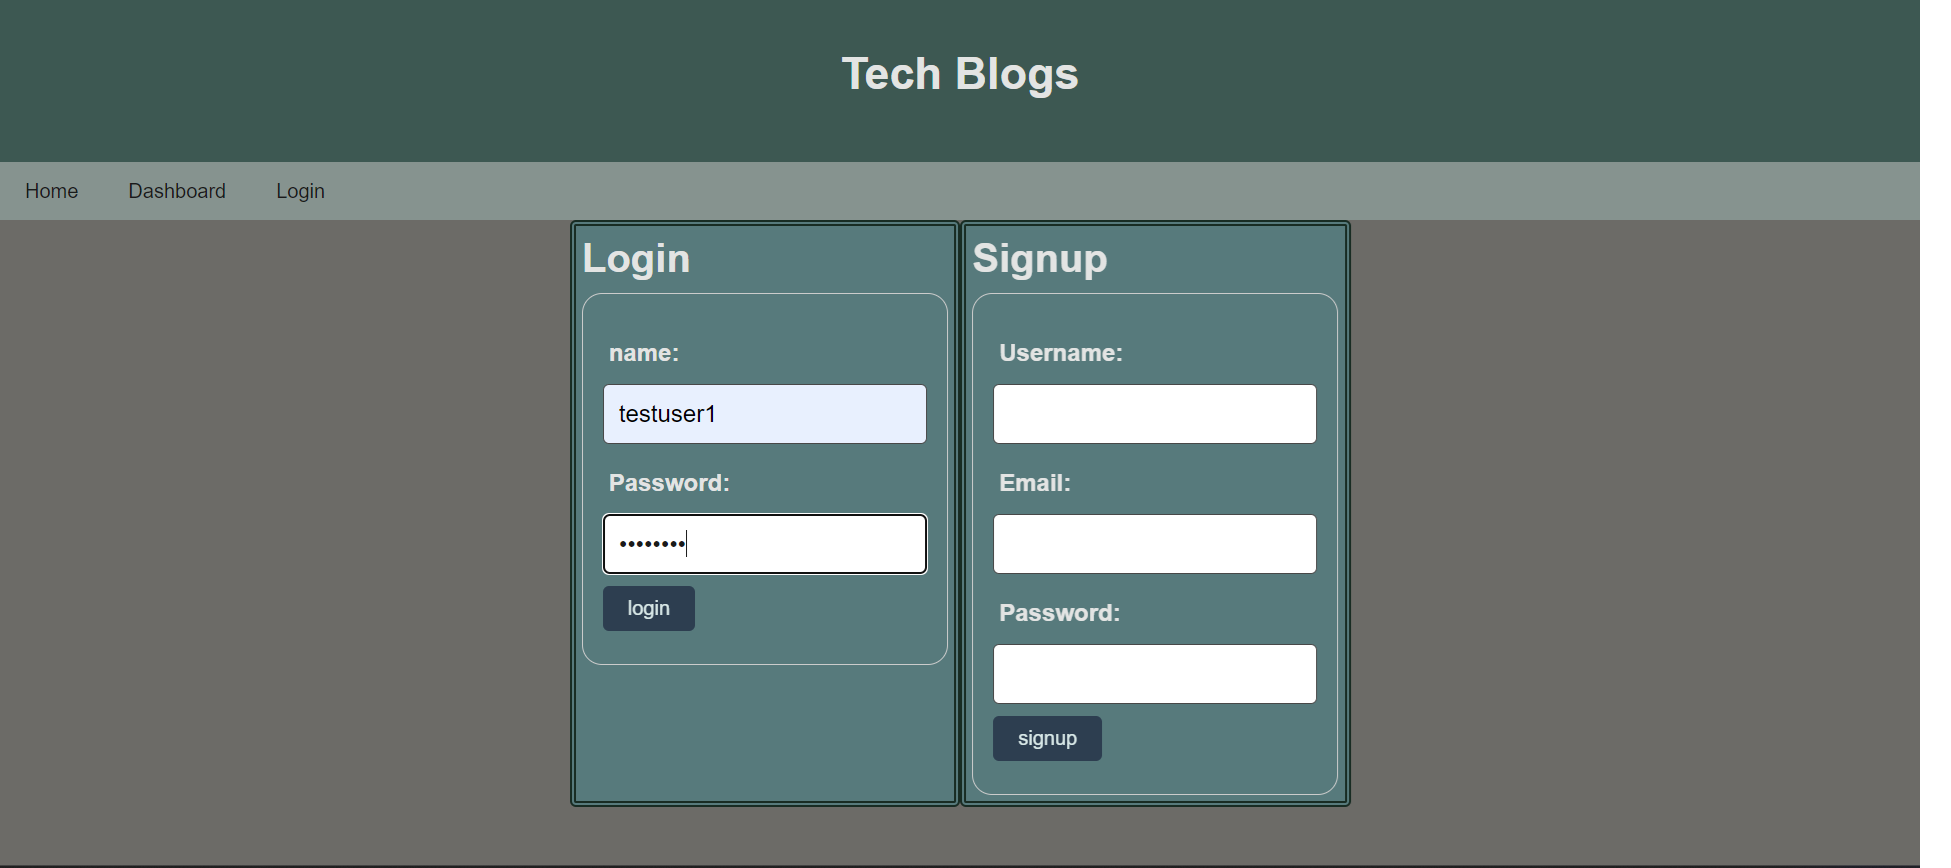 Tech Blogs
Home Dashboard Login
Login
name:
testuser1
Password:
••••••••
login
Signup
Username:
Email:
Password:
signup